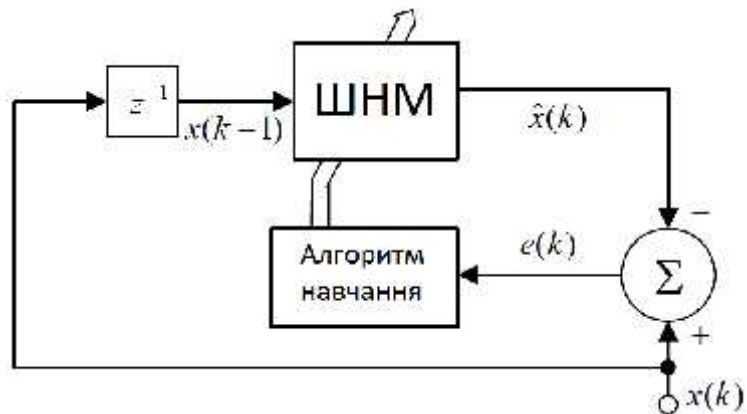 z⁻¹
x(k−1)
ШНМ
x̂(k)
−
Алгоритм
навчання
e(k)
Σ
+
x(k)